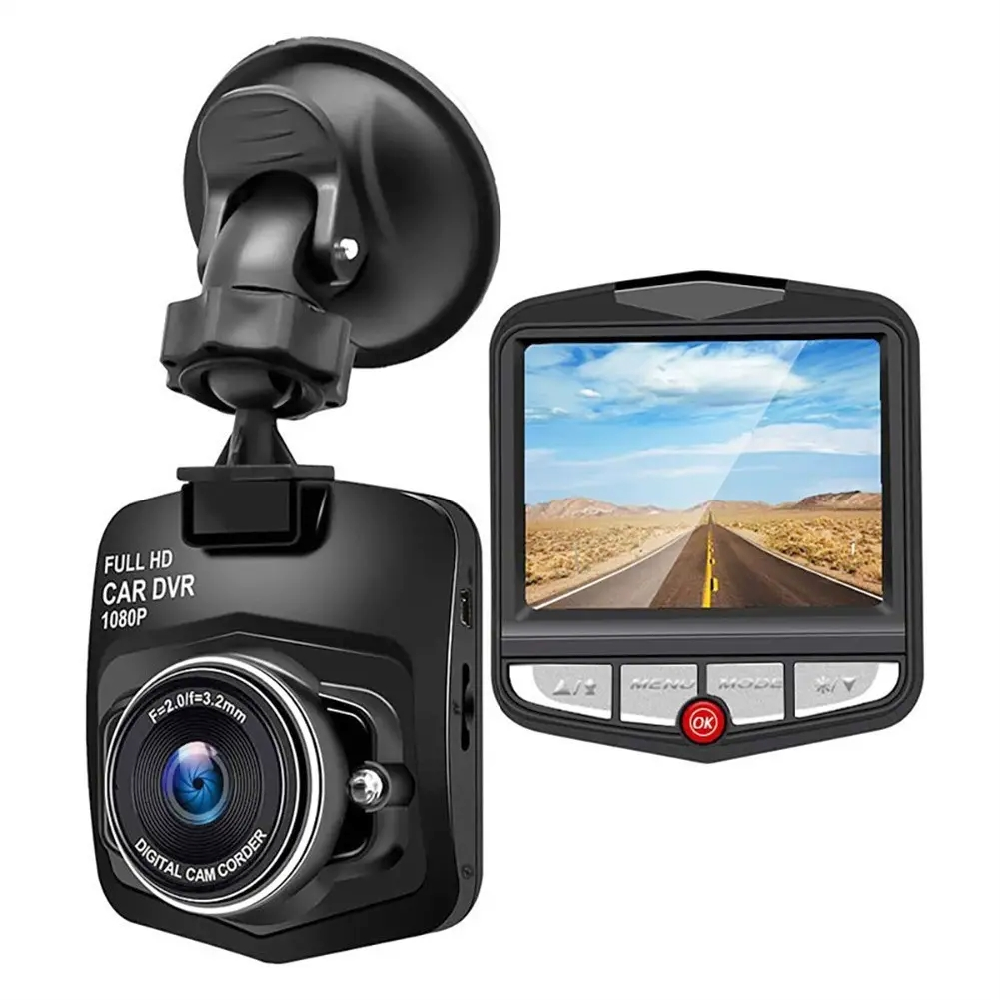 FULL HD
CAR DVR
1080P
F=2.0/f=3.2mm
DIGITAL CAM CORDER
MENU
MODE
OK